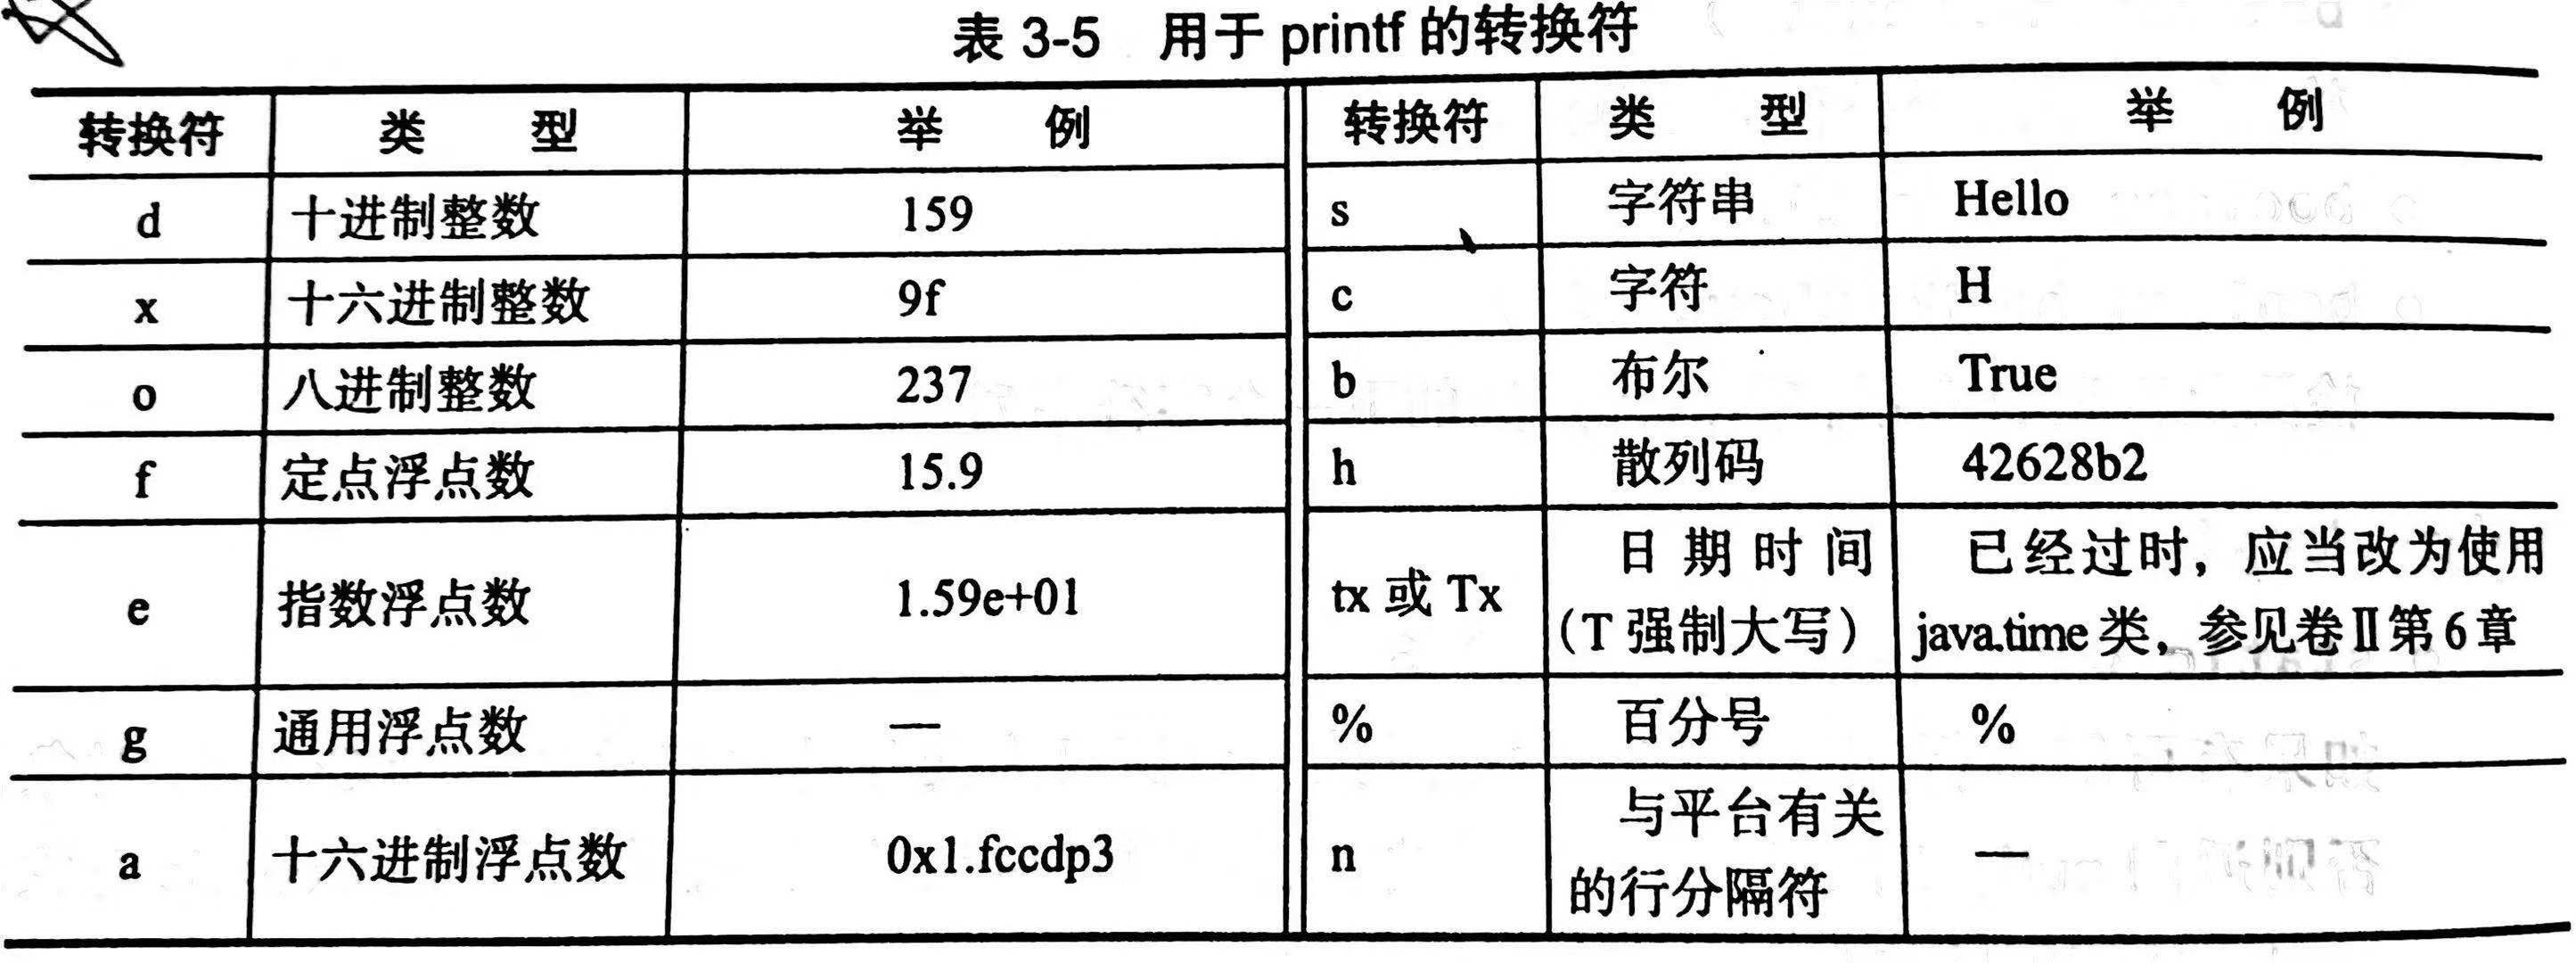 表 3-5 用于 printf 的转换符
转换符 类 型 举 例 转换符 类 型 举 例
d 十进制整数 159 s 字符串 Hello
x 十六进制整数 9f c 字符 H
o 八进制整数 237 b 布尔 True
f 定点浮点数 15.9 h 散列码 42628b2
e 指数浮点数 1.59e+01 tx 或 Tx 日期时间
(T 强制大写) 已经过时，应当改为使用
java.time 类，参见卷Ⅱ第 6 章
g 通用浮点数 — % 百分号 %
a 十六进制浮点数 0x1.fccdp3 n 与平台有关
的行分隔符 —